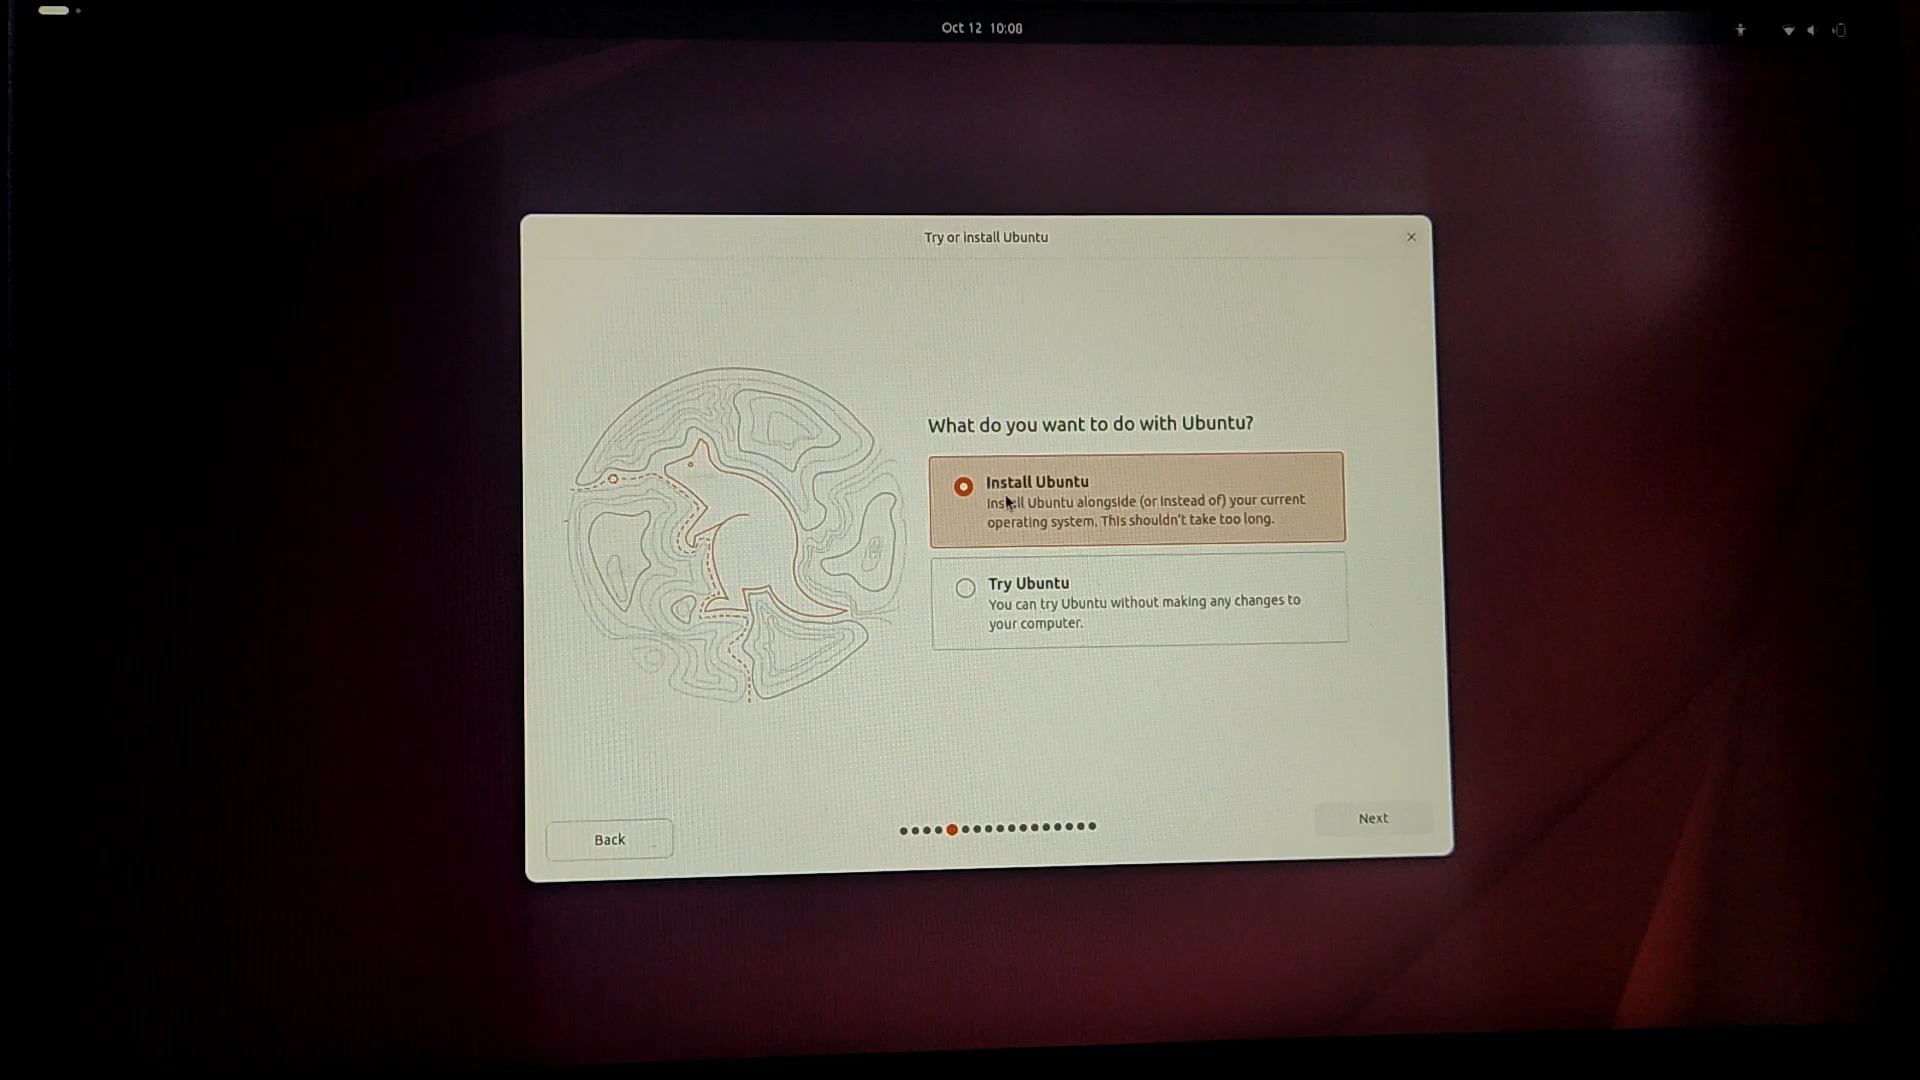 Oct 12 10:00
Try or install Ubuntu
What do you want to do with Ubuntu?
Install Ubuntu
Install Ubuntu alongside (or instead of) your current
operating system. This shouldn't take too long.
Try Ubuntu
You can try Ubuntu without making any changes to
your computer.
Back
Next